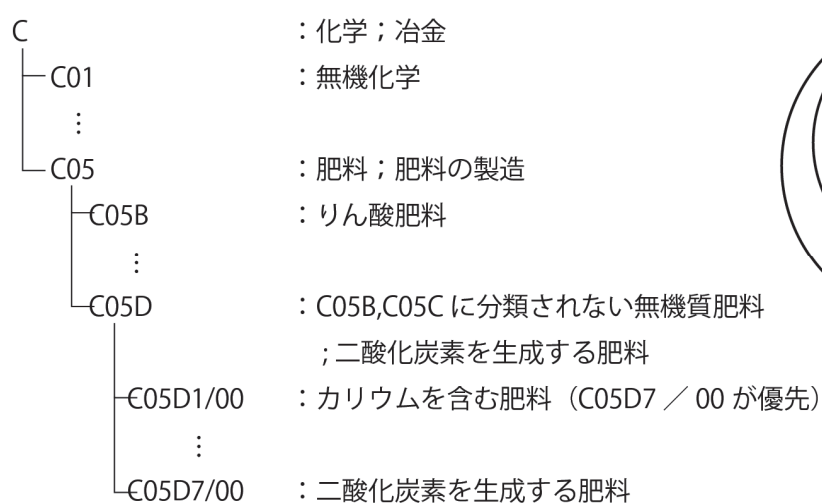 C ：化学；冶金
C01 ：無機化学
⋮
C05 ：肥料；肥料の製造
C05B ：りん酸肥料
⋮
C05D ：C05B,C05C に分類されない無機質肥料
;二酸化炭素を生成する肥料
C05D1/00 ：カリウムを含む肥料（C05D7／00 が優先）
⋮
C05D7/00 ：二酸化炭素を生成する肥料